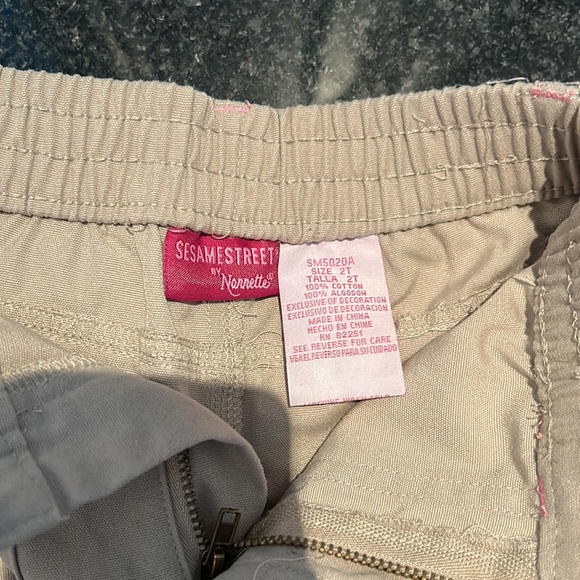 SESAMESTREET
BY Nannette®
SM5020A
SIZE 2T
TALLA 2T
100% COTTON
100% ALGODON
EXCLUSIVE OF DECORATION
EXCLUSIVO DE DECORACION
MADE IN CHINA
HECHO EN CHINA
RN 82251
SEE REVERSE FOR CARE
VEA EL REVERSO PARA SU CUIDADO